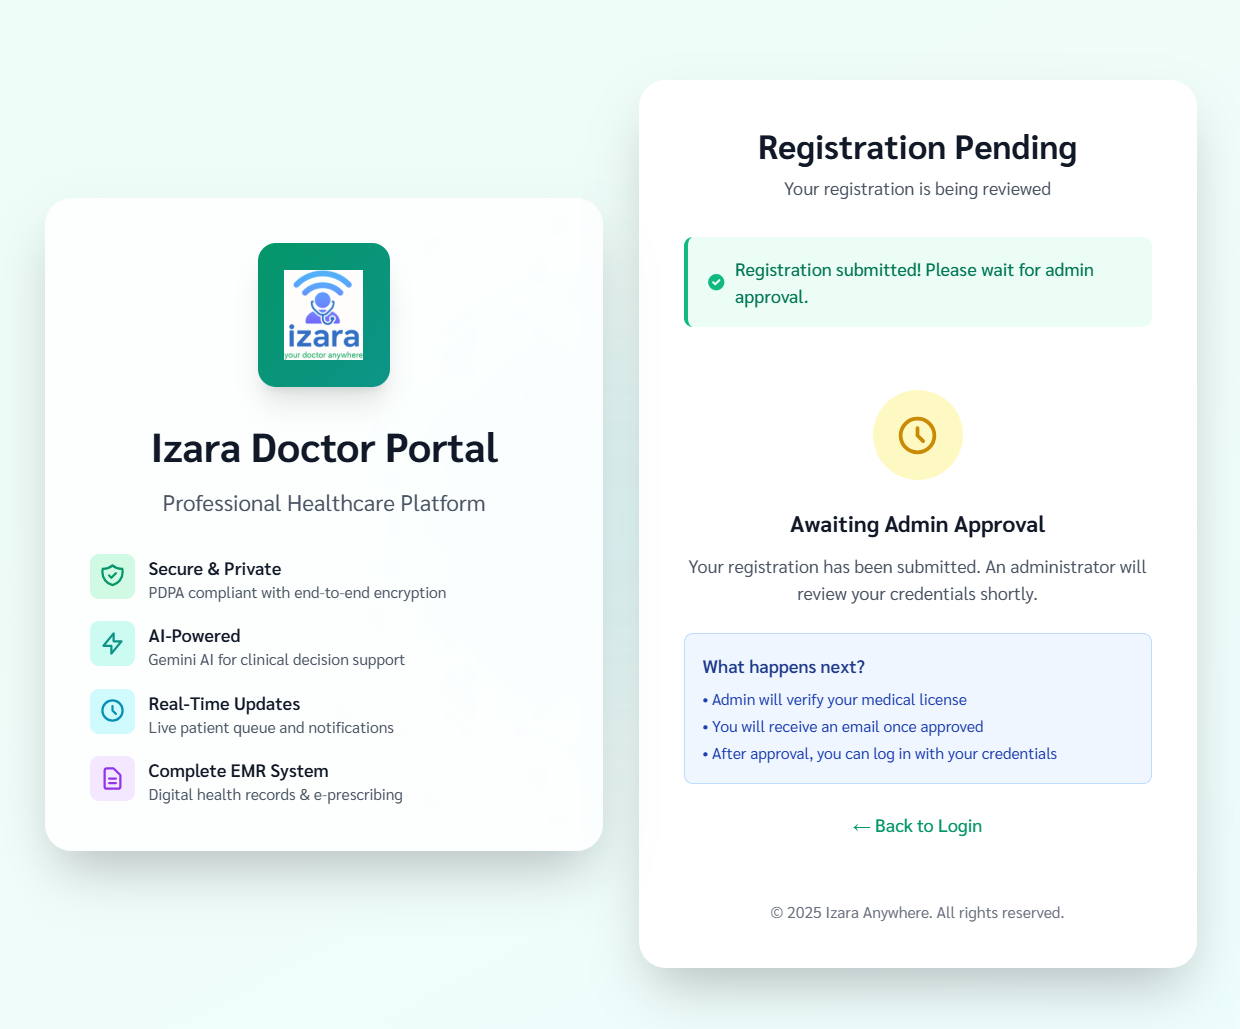 izara
your doctor anywhere
Izara Doctor Portal
Professional Healthcare Platform
Secure & Private
PDPA compliant with end-to-end encryption
AI-Powered
Gemini AI for clinical decision support
Real-Time Updates
Live patient queue and notifications
Complete EMR System
Digital health records & e-prescribing
Registration Pending
Your registration is being reviewed
Registration submitted! Please wait for admin
approval.
Awaiting Admin Approval
Your registration has been submitted. An administrator will
review your credentials shortly.
What happens next?
• Admin will verify your medical license
• You will receive an email once approved
• After approval, you can log in with your credentials
← Back to Login
© 2025 Izara Anywhere. All rights reserved.